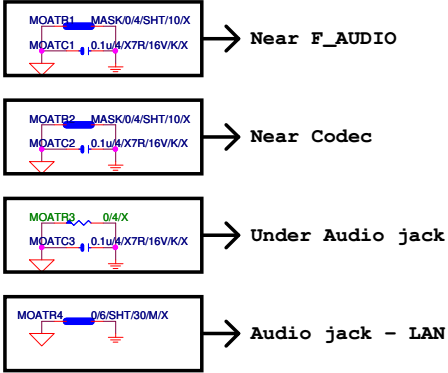 MOATR1 MASK/0/4/SHT/10/X
MOATC1 0.1u/4/X7R/16V/K/X
Near F_AUDIO
MOATR2 MASK/0/4/SHT/10/X
MOATC2 0.1u/4/X7R/16V/K/X
Near Codec
MOATR3 0/4/X
MOATC3 0.1u/4/X7R/16V/K/X
Under Audio jack
MOATR4 0/6/SHT/30/M/X
Audio jack - LAN